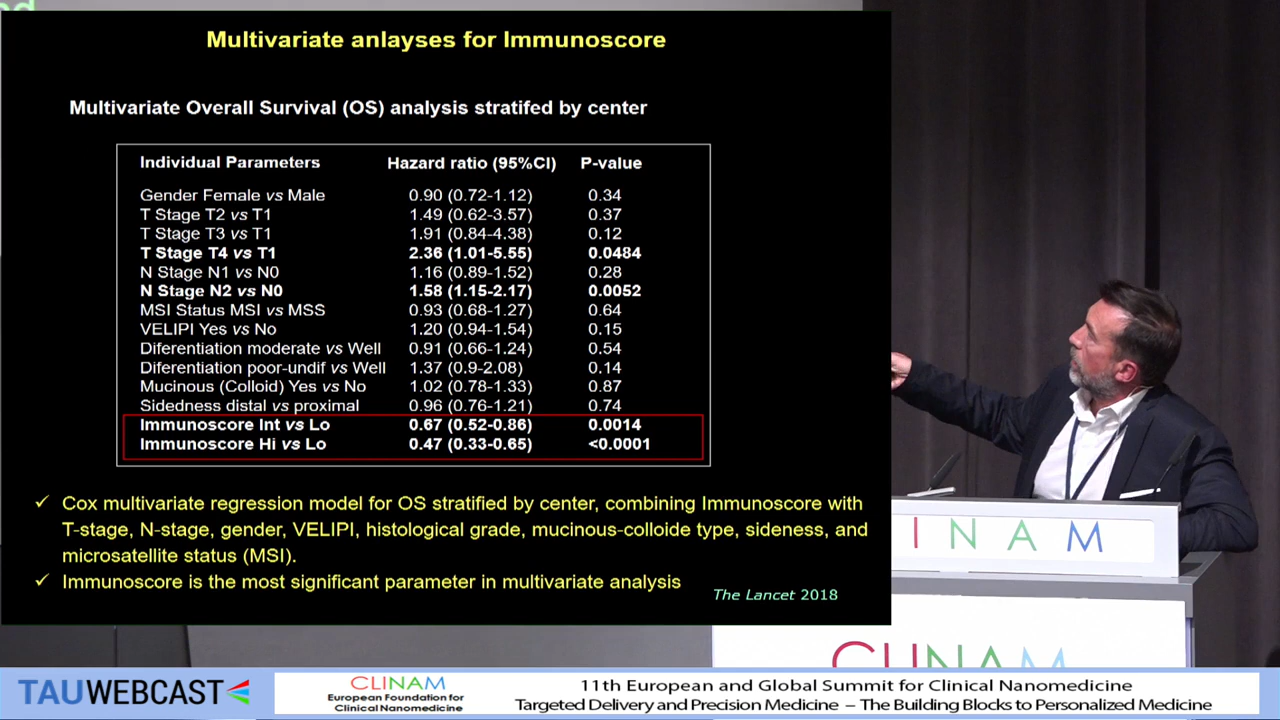 Multivariate anlayses for Immunoscore
Multivariate Overall Survival (OS) analysis stratifed by center
Individual Parameters Hazard ratio (95%CI) P-value
Gender Female vs Male 0.90 (0.72-1.12) 0.34
T Stage T2 vs T1 1.49 (0.62-3.57) 0.37
T Stage T3 vs T1 1.91 (0.84-4.38) 0.12
T Stage T4 vs T1 2.36 (1.01-5.55) 0.0484
N Stage N1 vs N0 1.16 (0.89-1.52) 0.28
N Stage N2 vs N0 1.58 (1.15-2.17) 0.0052
MSI Status MSI vs MSS 0.93 (0.68-1.27) 0.64
VELIPI Yes vs No 1.20 (0.94-1.54) 0.15
Diferentiation moderate vs Well 0.91 (0.66-1.24) 0.54
Diferentiation poor-undif vs Well 1.37 (0.9-2.08) 0.14
Mucinous (Colloid) Yes vs No 1.02 (0.78-1.33) 0.87
Sidedness distal vs proximal 0.96 (0.76-1.21) 0.74
Immunoscore Int vs Lo 0.67 (0.52-0.86) 0.0014
Immunoscore Hi vs Lo 0.47 (0.33-0.65) <0.0001
✓ Cox multivariate regression model for OS stratified by center, combining Immunoscore with
T-stage, N-stage, gender, VELIPI, histological grade, mucinous-colloide type, sideness, and
microsatellite status (MSI).
✓ Immunoscore is the most significant parameter in multivariate analysis
The Lancet 2018
INAM
CLINAM
TAUWEBCAST
CLINAM
European Foundation for
Clinical Nanomedicine
11th European and Global Summit for Clinical Nanomedicine
Targeted Delivery and Precision Medicine – The Building Blocks to Personalized Medicine